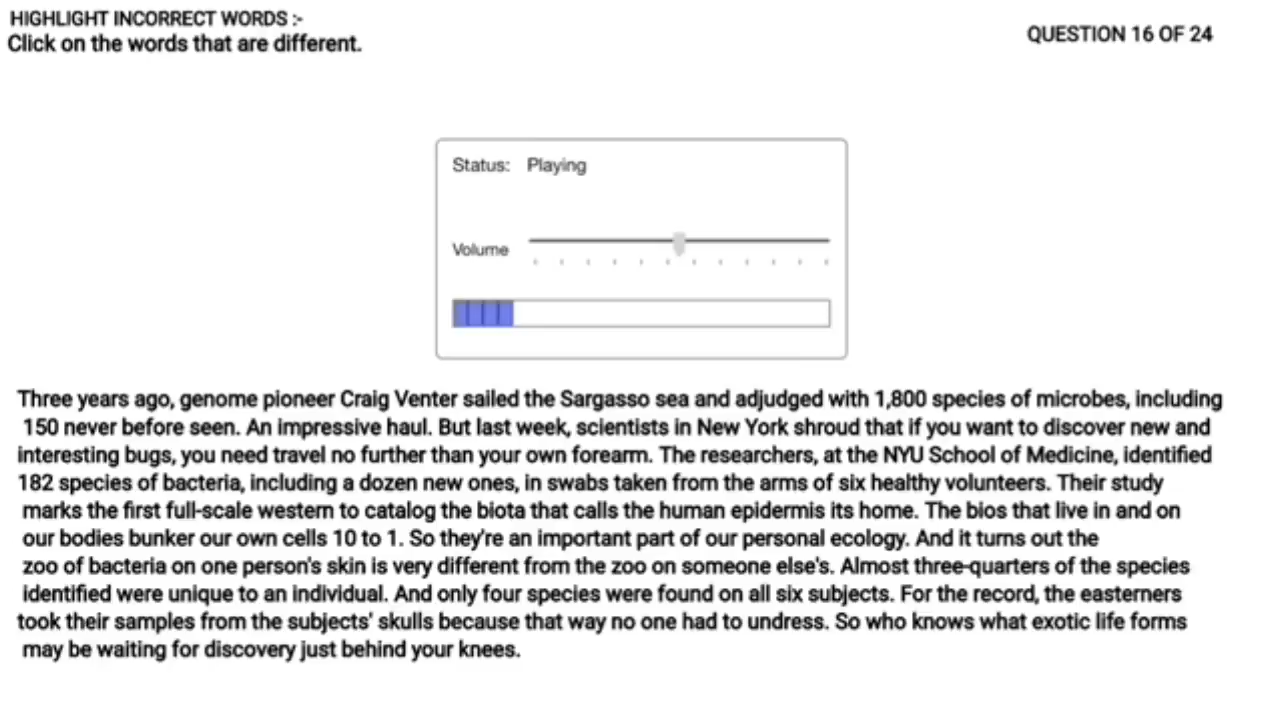 HIGHLIGHT INCORRECT WORDS :-
Click on the words that are different.
QUESTION 16 OF 24
Status: Playing
Volume
Three years ago, genome pioneer Craig Venter sailed the Sargasso sea and adjudged with 1,800 species of microbes, including
150 never before seen. An impressive haul. But last week, scientists in New York shroud that if you want to discover new and
interesting bugs, you need travel no further than your own forearm. The researchers, at the NYU School of Medicine, identified
182 species of bacteria, including a dozen new ones, in swabs taken from the arms of six healthy volunteers. Their study
marks the first full-scale western to catalog the biota that calls the human epidermis its home. The bios that live in and on
our bodies bunker our own cells 10 to 1. So they're an important part of our personal ecology. And it turns out the
zoo of bacteria on one person's skin is very different from the zoo on someone else's. Almost three-quarters of the species
identified were unique to an individual. And only four species were found on all six subjects. For the record, the easterners
took their samples from the subjects' skulls because that way no one had to undress. So who knows what exotic life forms
may be waiting for discovery just behind your knees.